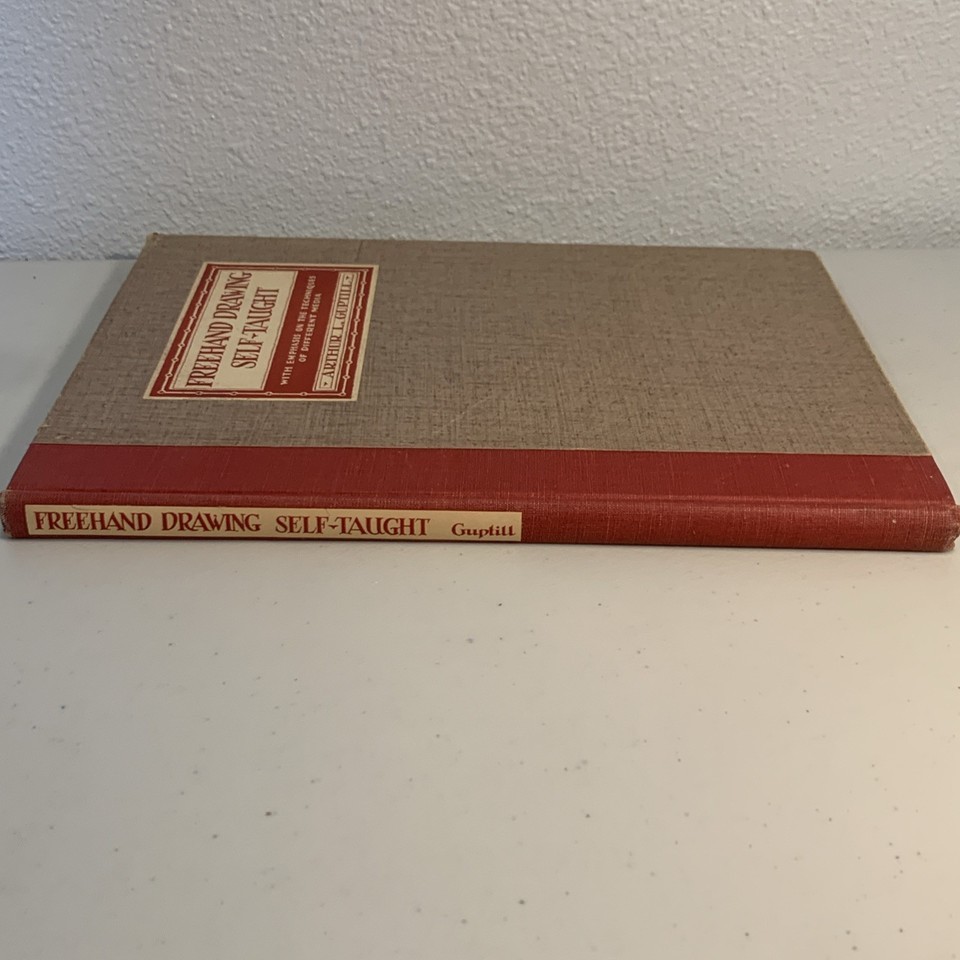 FREEHAND DRAWING
SELF-TAUGHT
WITH EMPHASIS ON THE TECHNIQUES
OF DIFFERENT MEDIA
ARTHUR L. GUPTILL
FREEHAND DRAWING SELF-TAUGHT Guptill